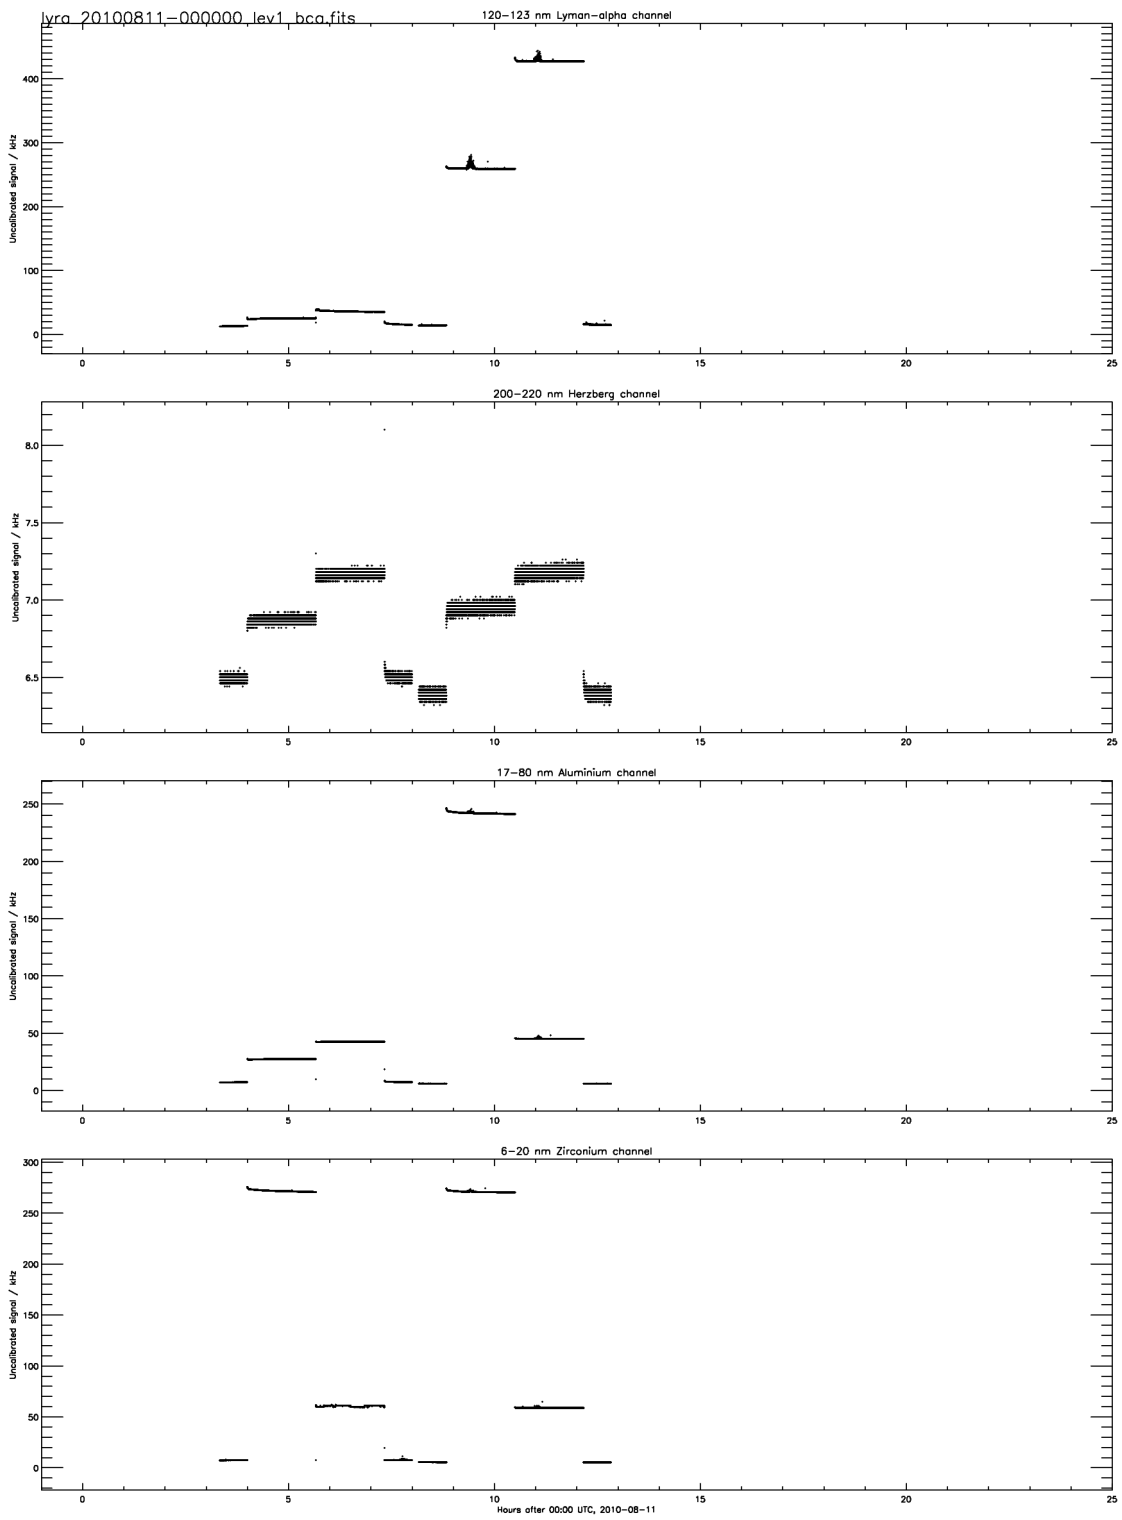 lyra_20100811-000000_lev1_bca.fits
120-123 nm Lyman-alpha channel
Uncalibrated signal / kHz
400
300
200
100
0
0 5 10 15 20 25
200-220 nm Herzberg channel
Uncalibrated signal / kHz
8.0
7.5
7.0
6.5
0 5 10 15 20 25
17-80 nm Aluminium channel
Uncalibrated signal / kHz
250
200
150
100
50
0
0 5 10 15 20 25
6-20 nm Zirconium channel
Uncalibrated signal / kHz
300
250
200
150
100
50
0
0 5 10 15 20 25
Hours after 00:00 UTC, 2010-08-11